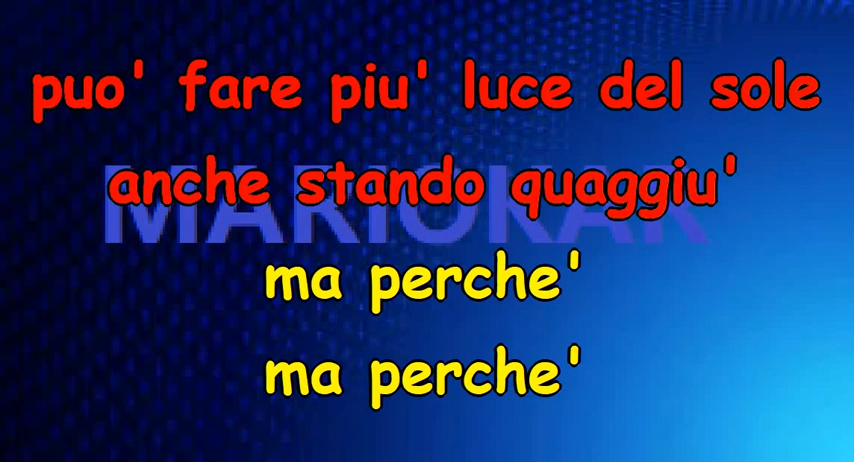 puo' fare piu' luce del sole
anche stando quaggiu'
MARIOKAR
ma perche'
ma perche'